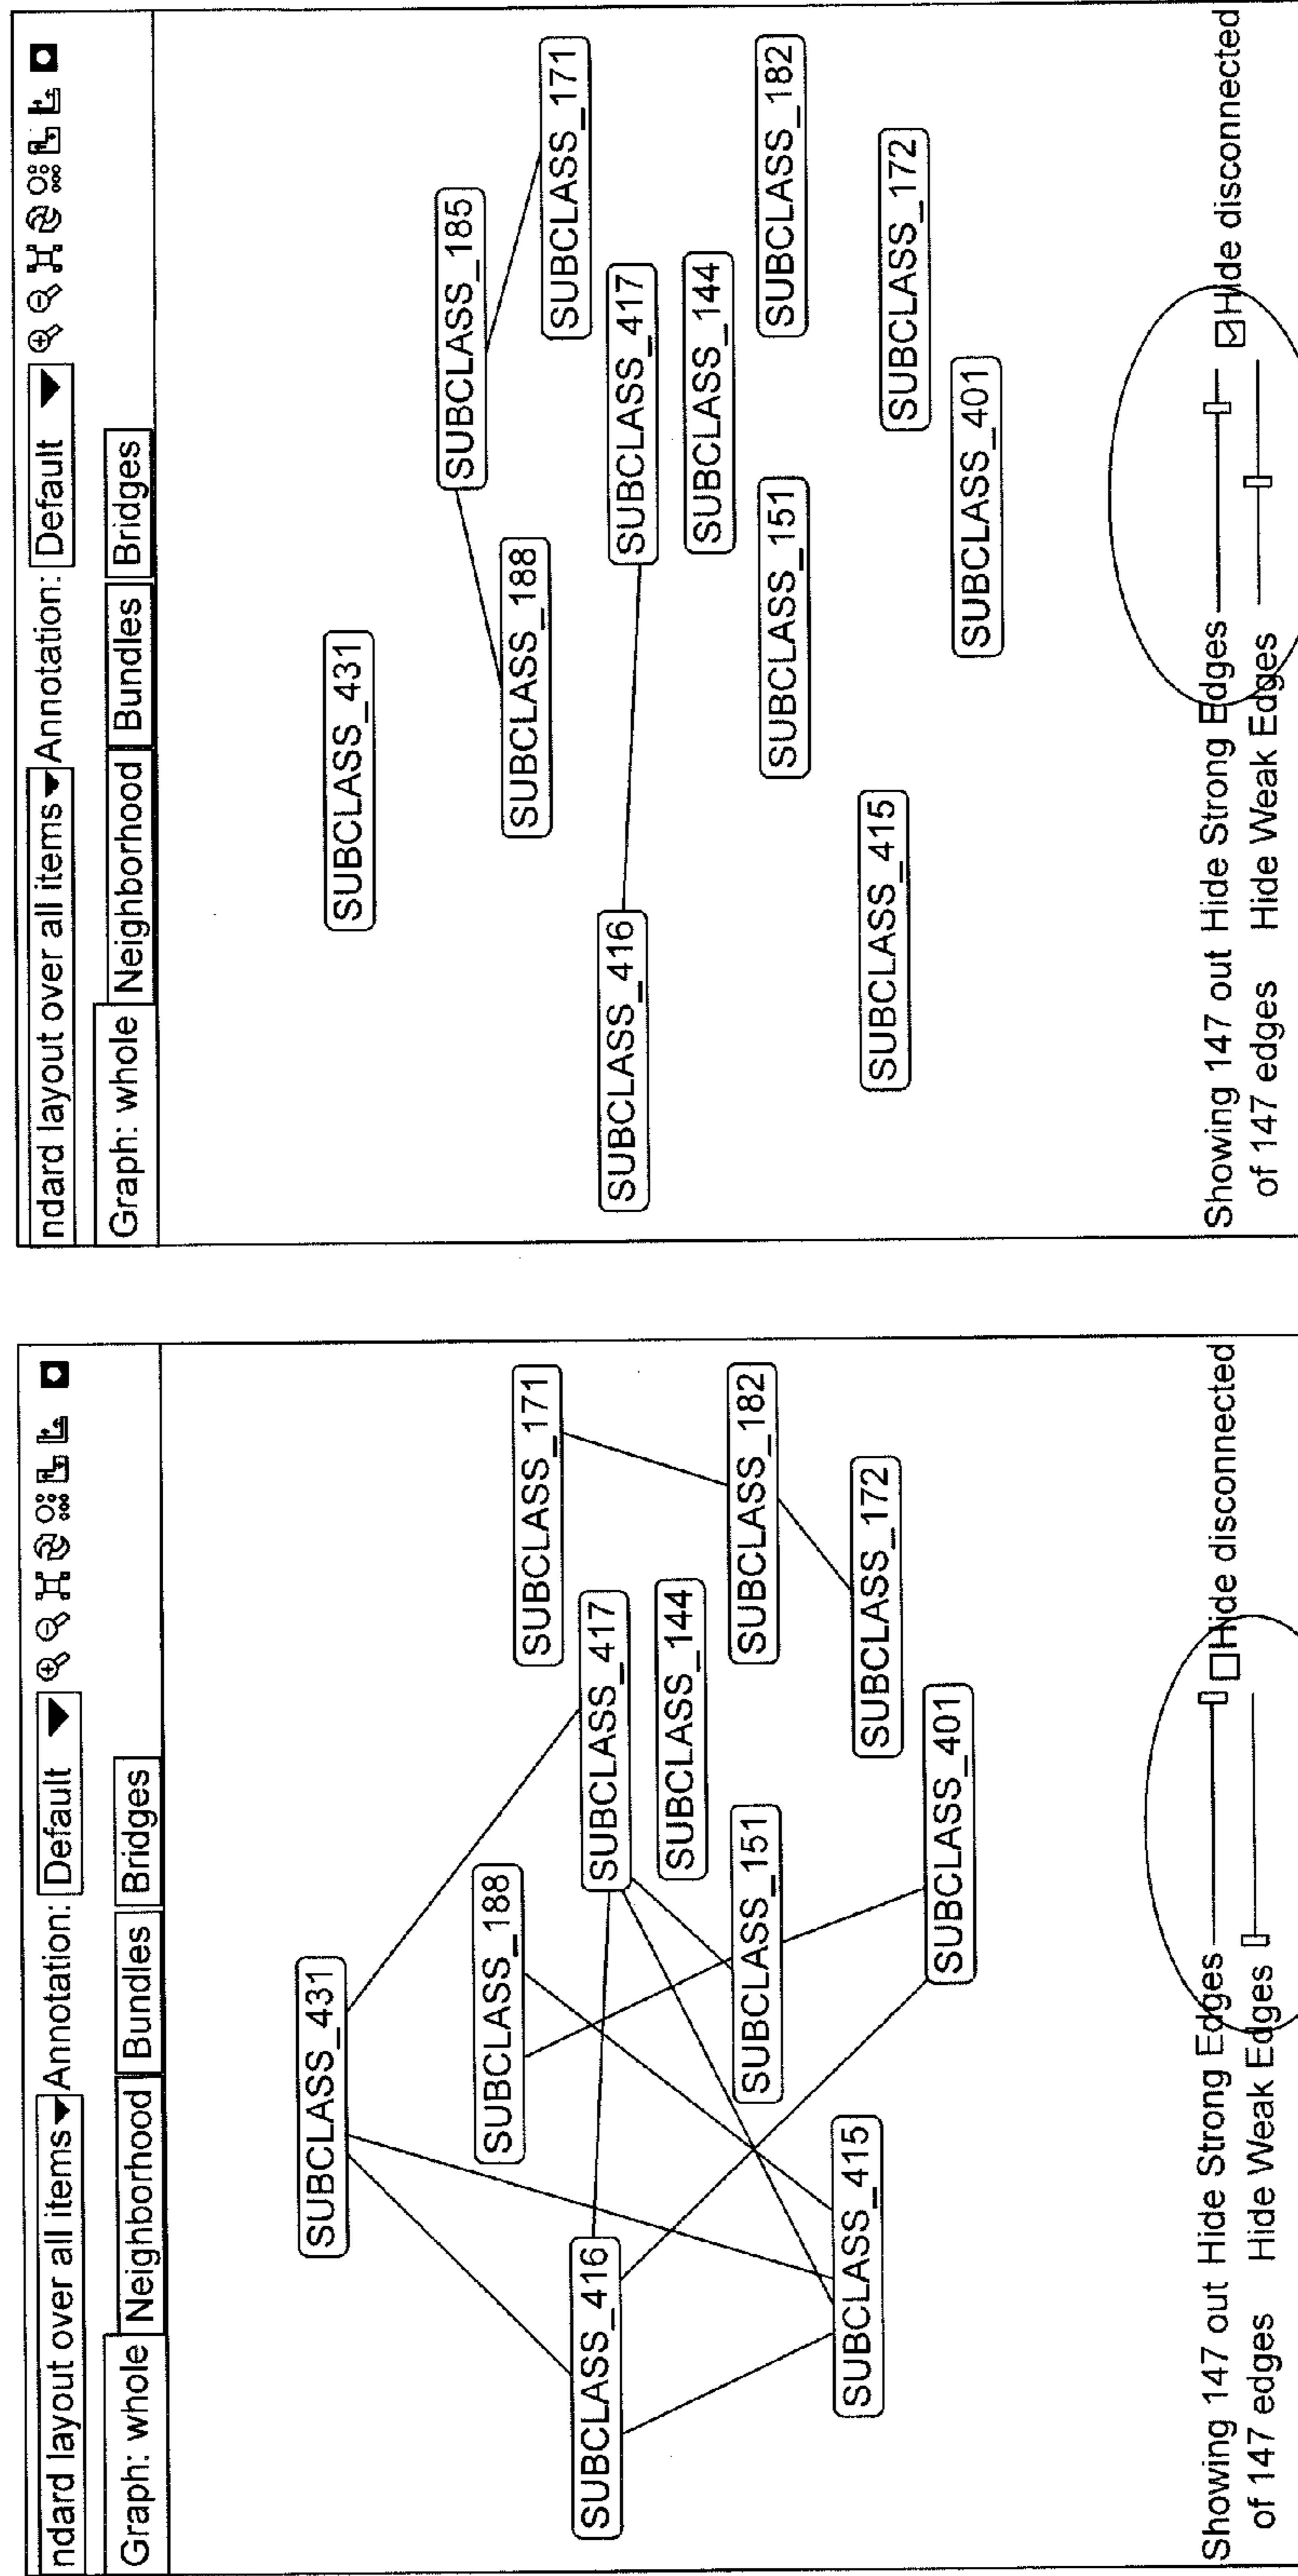 ndard layout over all items Annotation: Default
Graph: whole Neighborhood Bundles Bridges
SUBCLASS_431
SUBCLASS_188
SUBCLASS_171
SUBCLASS_416
SUBCLASS_417
SUBCLASS_144
SUBCLASS_151
SUBCLASS_182
SUBCLASS_415
SUBCLASS_172
SUBCLASS_401
Showing 147 out Hide Strong Edges Hide disconnected
of 147 edges Hide Weak Edges
ndard layout over all items Annotation: Default
Graph: whole Neighborhood Bundles Bridges
SUBCLASS_431
SUBCLASS_185
SUBCLASS_188
SUBCLASS_171
SUBCLASS_416
SUBCLASS_417
SUBCLASS_144
SUBCLASS_151
SUBCLASS_182
SUBCLASS_415
SUBCLASS_172
SUBCLASS_401
Showing 147 out Hide Strong Edges Hide disconnected
of 147 edges Hide Weak Edges